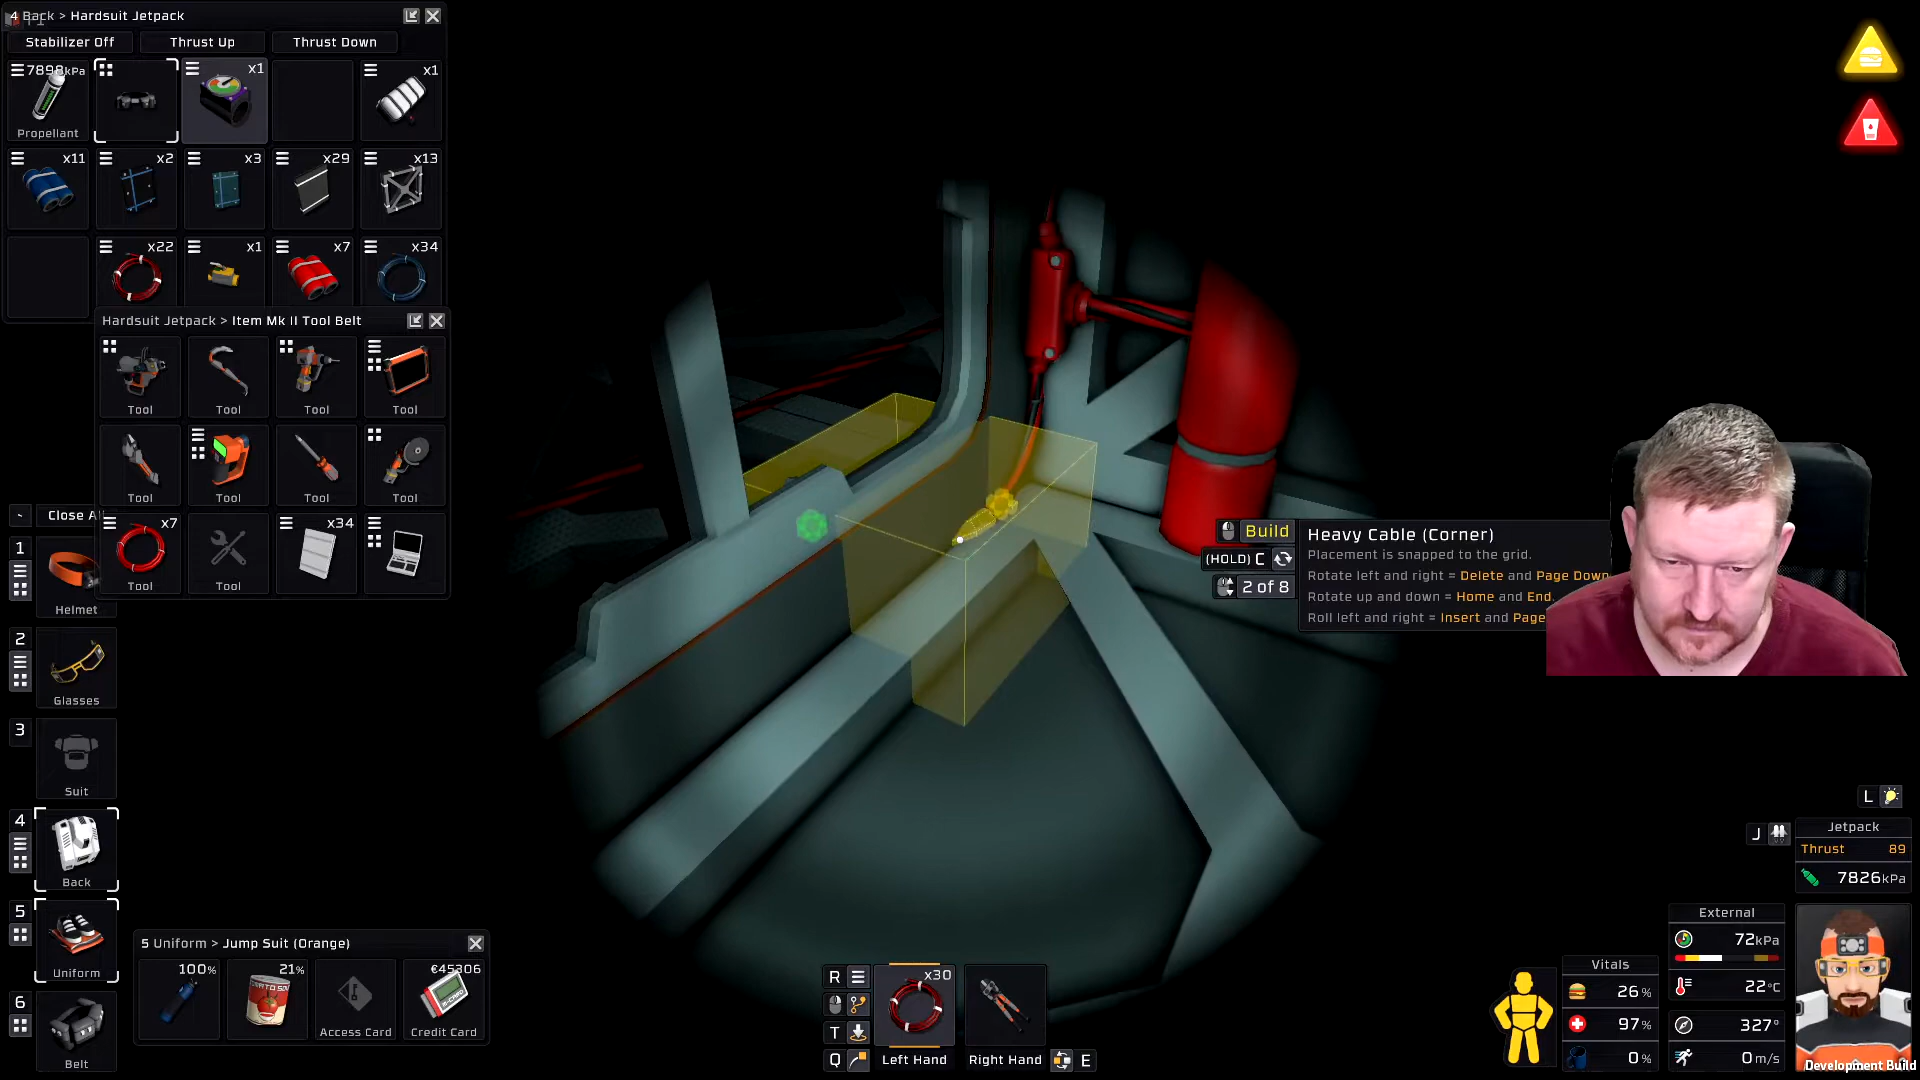 4 Back > Hardsuit Jetpack
Stabilizer Off
Thrust Up
Thrust Down
7898kPa
x1
x1
Propellant
x11
x2
x3
x29
x13
x22
x1
x7
x34
Hardsuit Jetpack > Item Mk II Tool Belt
Tool
Tool
Tool
Tool
Tool
Tool
Tool
Tool
x7
x34
Tool
Tool
~
Close
1
Helmet
2
Glasses
3
Suit
4
Back
5
Uniform
6
Belt
5 Uniform > Jump Suit (Orange)
100%
21%
€45306
Access Card
Credit Card
Build
(HOLD) C
2 of 8
Heavy Cable (Corner)
Placement is snapped to the grid.
Rotate left and right = Delete and Page Down
Rotate up and down = Home and End.
Roll left and right = Insert and Page
R
T
Q
x30
Left Hand
Right Hand
E
L
J
Jetpack
Thrust 89
7826kPa
External
72kPa
22°C
327°
0m/s
Vitals
26%
97%
0%
Development Build